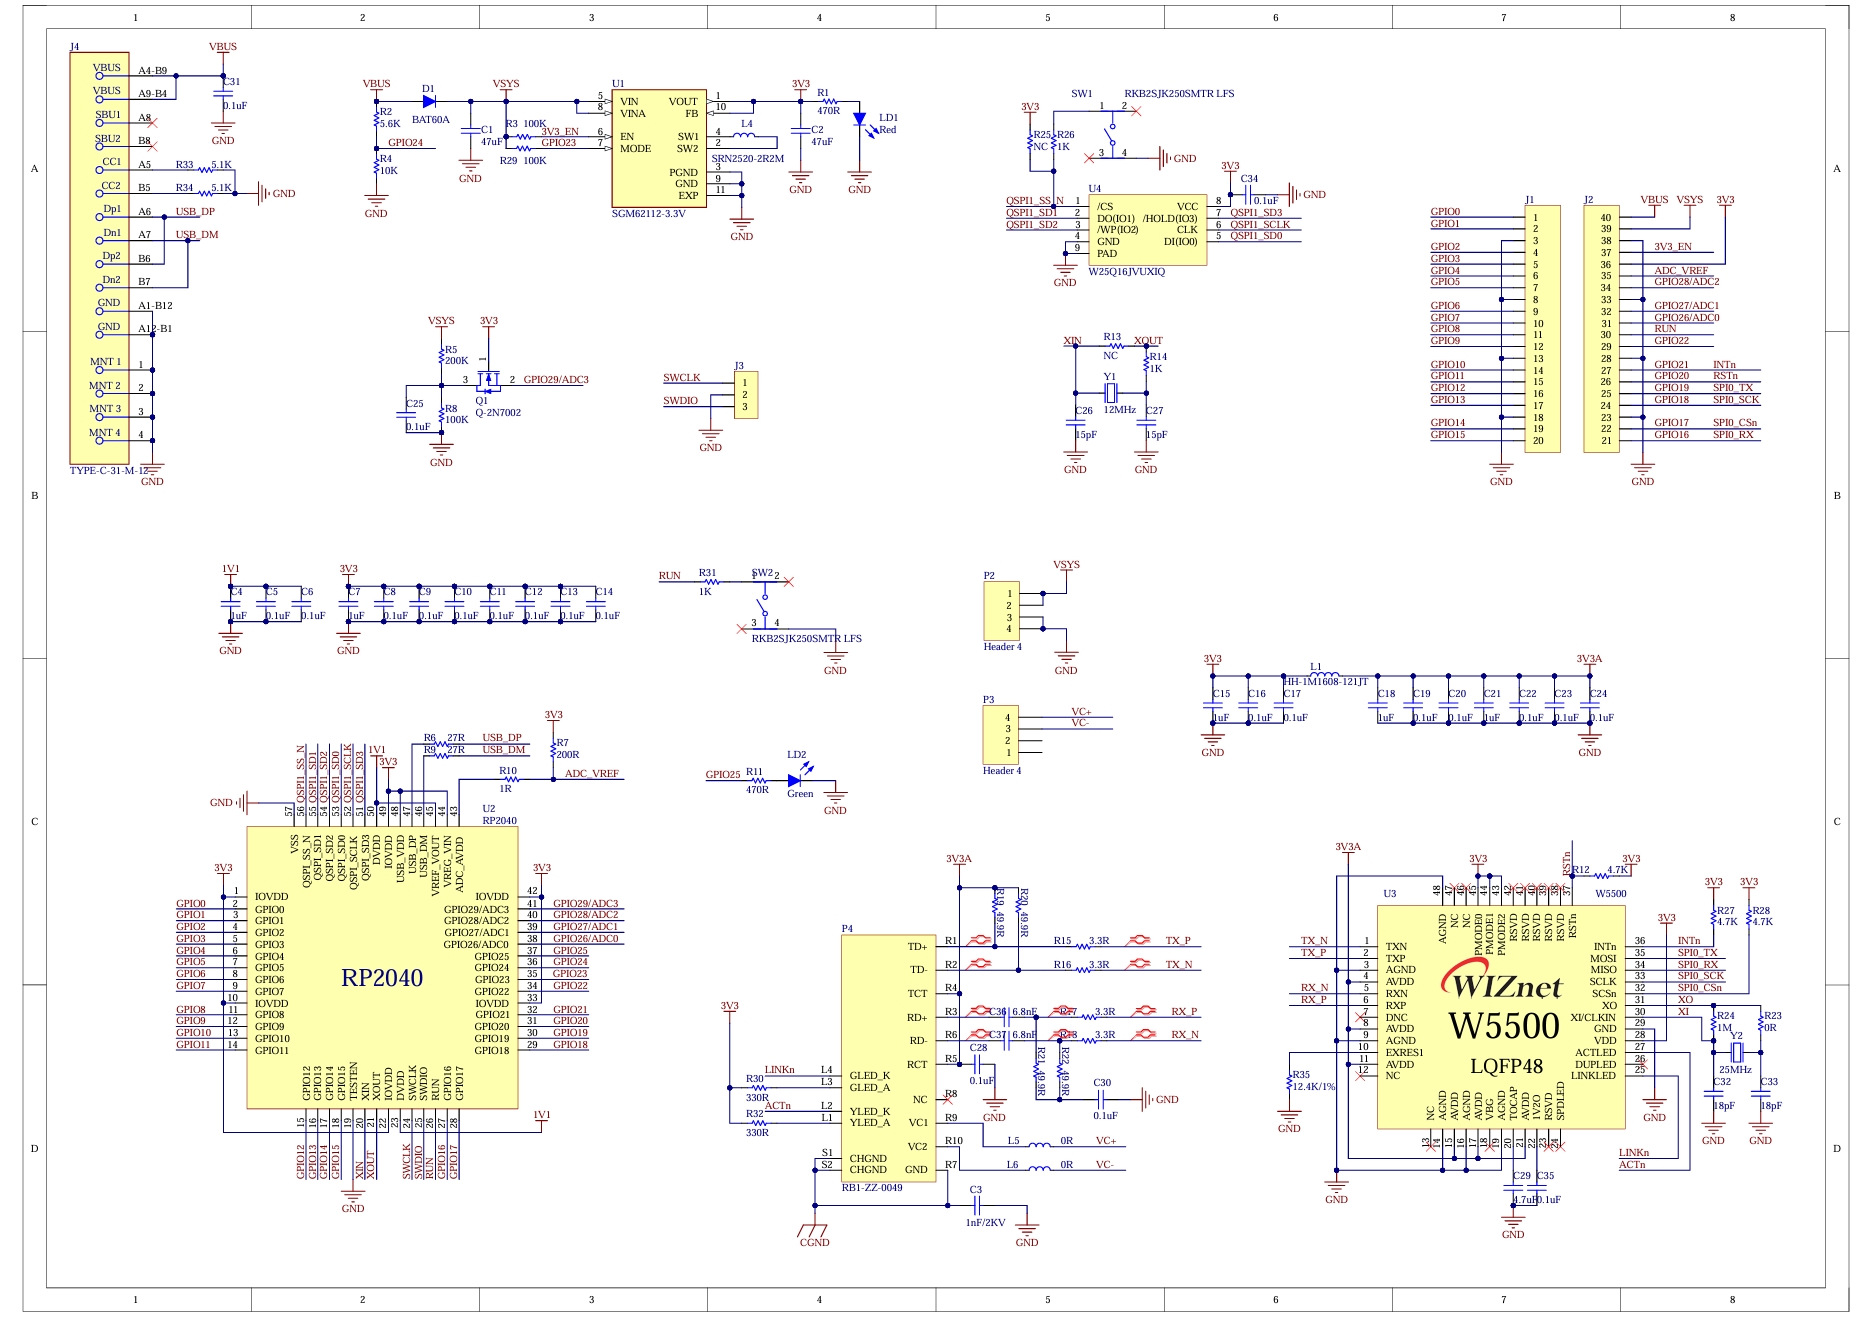 1 2 3 4 5 6 7 8
A
B
C
D
J4
VBUS A4-B9
VBUS A9-B4
SBU1 A8
SBU2 B8
CC1 A5 R33 5.1K
CC2 B5 R34 5.1K GND
Dp1 A6 USB_DP
Dn1 A7 USB_DM
Dp2 B6
Dn2 B7
GND A1-B12
GND A12-B1
MNT 1 1
MNT 2 2
MNT 3 3
MNT 4 4
TYPE-C-31-M-12
GND
VBUS
C31
0.1uF
GND
VBUS
R2
5.6K
GPIO24
R4
10K
GND
D1
BAT60A
VSYS
C1
47uF
GND
R3 100K 3V3_EN
GPIO23
R29 100K
U1
5 VIN VOUT 1
8 VINA FB 10
6 EN SW1 4
7 MODE SW2 2
PGND 3
GND 9
EXP 11
SGM62112-3.3V
GND
L4
SRN2520-2R2M
3V3
R1
470R
C2
47uF
GND
LD1
Red
GND
SW1 RKB2SJK250SMTR LFS
1 2
3 4
GND
3V3
R25
NC
R26
1K
U4
QSPI1_SS_N 1 /CS VCC 8
QSPI1_SD1 2 DO(IO1) /HOLD(IO3) 7 QSPI1_SD3
QSPI1_SD2 3 /WP(IO2) CLK 6 QSPI1_SCLK
4 GND DI(IO0) 5 QSPI1_SD0
9 PAD
W25Q16JVUXIQ
GND
3V3
C34
0.1uF
GND
J1
GPIO0 1
GPIO1 2
3
GPIO2 4
GPIO3 5
GPIO4 6
GPIO5 7
8
GPIO6 9
GPIO7 10
GPIO8 11
GPIO9 12
13
GPIO10 14
GPIO11 15
GPIO12 16
GPIO13 17
18
GPIO14 19
GPIO15 20
GND
J2
VBUS VSYS 3V3
40
39
38
37 3V3_EN
36
35 ADC_VREF
34 GPIO28/ADC2
33
32 GPIO27/ADC1
31 GPIO26/ADC0
30 RUN
29 GPIO22
28
27 GPIO21 INTn
26 GPIO20 RSTn
25 GPIO19 SPI0_TX
24 GPIO18 SPI0_SCK
23
22 GPIO17 SPI0_CSn
21 GPIO16 SPI0_RX
GND
VSYS 3V3
R5
200K
1
3 2 GPIO29/ADC3
Q1
Q-2N7002
C25
0.1uF
R8
100K
GND
J3
SWCLK 1
2
SWDIO 3
GND
XIN R13 XOUT
NC
R14
1K
Y1
12MHz
C26
15pF
C27
15pF
GND GND
1V1
C4 C5 C6
1uF 0.1uF 0.1uF
GND
3V3
C7 C8 C9 C10 C11 C12 C13 C14
1uF 0.1uF 0.1uF 0.1uF 0.1uF 0.1uF 0.1uF 0.1uF
GND
RUN R31
1K
SW2
1 2
3 4
RKB2SJK250SMTR LFS
GND
P2
VSYS
1
2
3
4
Header 4
GND
P3
4 VC+
3 VC-
2
1
Header 4
3V3 L1 3V3A
HH-1M1608-121JT
C15 C16 C17 C18 C19 C20 C21 C22 C23 C24
1uF 0.1uF 0.1uF 1uF 0.1uF 0.1uF 0.1uF 0.1uF 0.1uF 0.1uF
GND GND
GPIO25 R11
470R
LD2
Green
GND
R6 27R USB_DP
R9 27R USB_DM
3V3
R7
200R
R10 ADC_VREF
1R
GND
QSPI1_SS_N
QSPI1_SD1
QSPI1_SD2
QSPI1_SD0
QSPI1_SCLK
QSPI1_SD3
1V1
3V3
57 56 55 54 53 52 51 50 49 48 47 46 45 44 43
U2
RP2040
VSS
QSPI_SS_N
QSPI_SD1
QSPI_SD2
QSPI_SD0
QSPI_SCLK
QSPI_SD3
DVDD
IOVDD
USB_VDD
USB_DP
USB_DM
VREF_VOUT
VREG_VIN
ADC_AVDD
3V3 3V3
1 IOVDD IOVDD 42
GPIO0 2 GPIO0 GPIO29/ADC3 41 GPIO29/ADC3
GPIO1 3 GPIO1 GPIO28/ADC2 40 GPIO28/ADC2
GPIO2 4 GPIO2 GPIO27/ADC1 39 GPIO27/ADC1
GPIO3 5 GPIO3 GPIO26/ADC0 38 GPIO26/ADC0
GPIO4 6 GPIO4 GPIO25 37 GPIO25
GPIO5 7 GPIO5 GPIO24 36 GPIO24
GPIO6 8 GPIO6 GPIO23 35 GPIO23
GPIO7 9 GPIO7 GPIO22 34 GPIO22
10 IOVDD IOVDD 33
GPIO8 11 GPIO8 GPIO21 32 GPIO21
GPIO9 12 GPIO9 GPIO20 31 GPIO20
GPIO10 13 GPIO10 GPIO19 30 GPIO19
GPIO11 14 GPIO11 GPIO18 29 GPIO18
RP2040
GPIO12
GPIO13
GPIO14
GPIO15
TESTEN
XIN
XOUT
IOVDD
DVDD
SWCLK
SWDIO
RUN
GPIO16
GPIO17
15 16 17 18 19 20 21 22 23 24 25 26 27 28
1V1
GPIO12
GPIO13
GPIO14
GPIO15
XIN
XOUT
SWCLK
SWDIO
RUN
GPIO16
GPIO17
GND
3V3A
R19 49.9R
R20 49.9R
P4
TD+ R1 R15 3.3R TX_P
TD- R2 R16 3.3R TX_N
TCT R4
RD+ R3 C36 6.8nF R17 3.3R RX_P
RD- R6 C37 6.8nF R18 3.3R RX_N
RCT R5
C28
0.1uF
GND
R21 49.9R
R22 49.9R
C30
0.1uF
GND
3V3
LINKn L4 GLED_K
R30 L3 GLED_A
330R
NC R8
ACTn L2 YLED_K
R32 L1 YLED_A
330R
VC1 R9
VC2 R10 L5 0R VC+
S1 CHGND
S2 CHGND GND R7 L6 0R VC-
RB1-ZZ-0049
C3
1nF/2KV
CGND
GND
3V3A
3V3
RSTn
R12 4.7K
3V3
U3
W5500
48 47 46 45 44 43 42 41 40 39 38 37
AGND
NC
NC
PMODE0
PMODE1
PMODE2
RSVD
RSVD
RSVD
RSVD
RSVD
RSTn
TX_N 1 TXN INTn 36 INTn
TX_P 2 TXP MOSI 35 SPI0_TX
3 AGND MISO 34 SPI0_RX
4 AVDD SCLK 33 SPI0_SCK
RX_N 5 RXN SCSn 32 SPI0_CSn
RX_P 6 RXP XO 31 XO
7 DNC XI/CLKIN 30 XI
8 AVDD GND 29
9 AGND VDD 28
10 EXRES1 ACTLED 27
11 AVDD DUPLED 26
12 NC LINKLED 25
WIZnet
W5500
LQFP48
NC
AGND
AVDD
AGND
AVDD
VBG
AGND
TOCAP
AVDD
1V2O
RSVD
SPDLED
13 14 15 16 17 18 19 20 21 22 23 24
R35
12.4K/1%
GND
GND
C29 C35
4.7uF 0.1uF
GND
LINKn
ACTn
GND
3V3
3V3 3V3
R27
4.7K
R28
4.7K
R24
1M
R23
0R
Y2
25MHz
C32
18pF
C33
18pF
GND GND
A
B
C
D
1 2 3 4 5 6 7 8